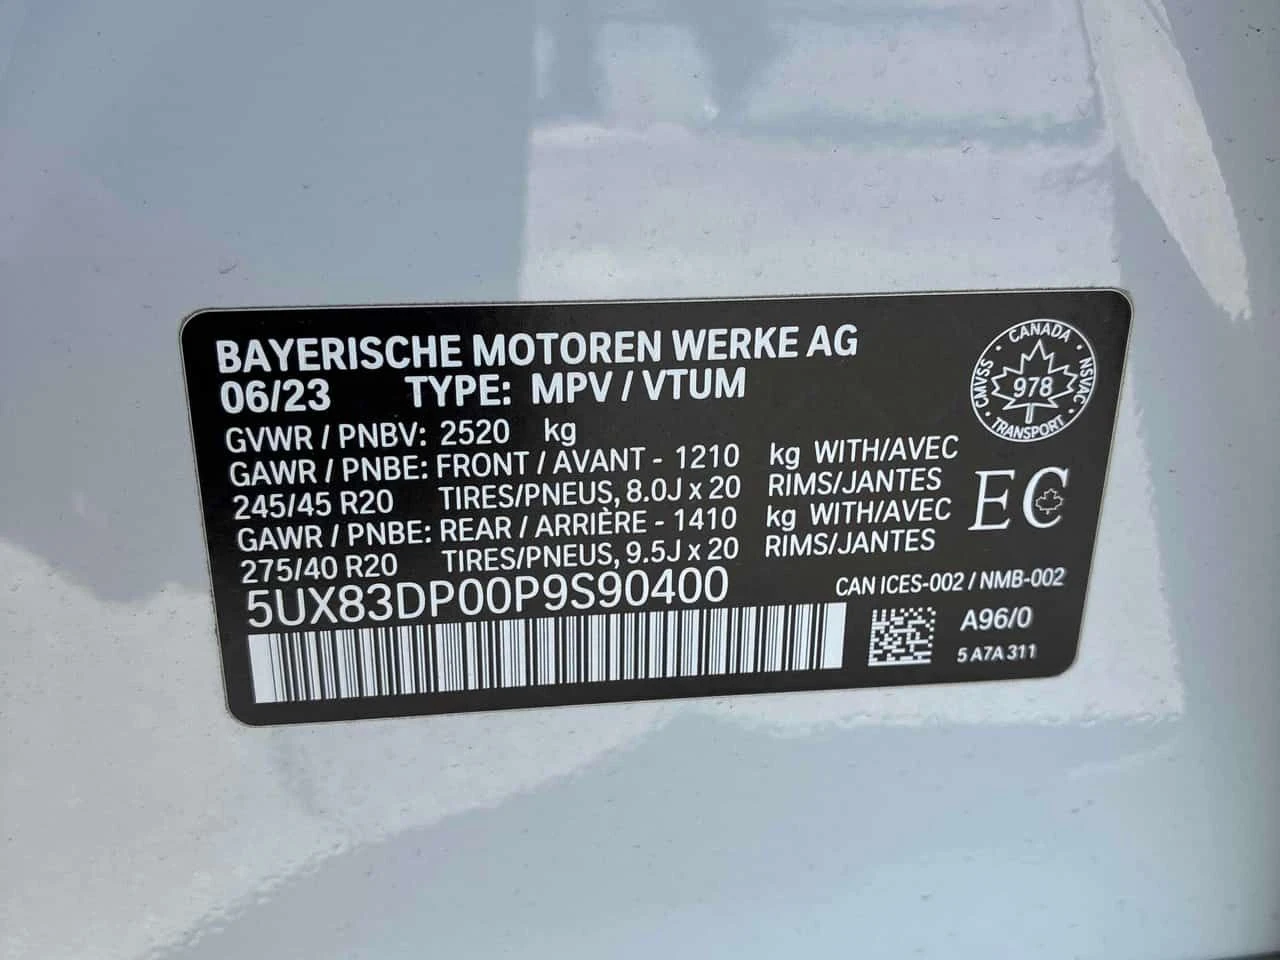 BAYERISCHE MOTOREN WERKE AG
06/23 TYPE: MPV / VTUM
GVWR / PNBV: 2520 kg
GAWR / PNBE: FRONT / AVANT - 1210 kg WITH/AVEC
245/45 R20 TIRES/PNEUS, 8.0J x 20 RIMS/JANTES
GAWR / PNBE: REAR / ARRIÈRE - 1410 kg WITH/AVEC
275/40 R20 TIRES/PNEUS, 9.5J x 20 RIMS/JANTES
5UX83DP00P9S90400
CANADA
CMVSS
978
NSVAC
TRANSPORT
EC
CAN ICES-002 / NMB-002
A96/0
5 A7A 311